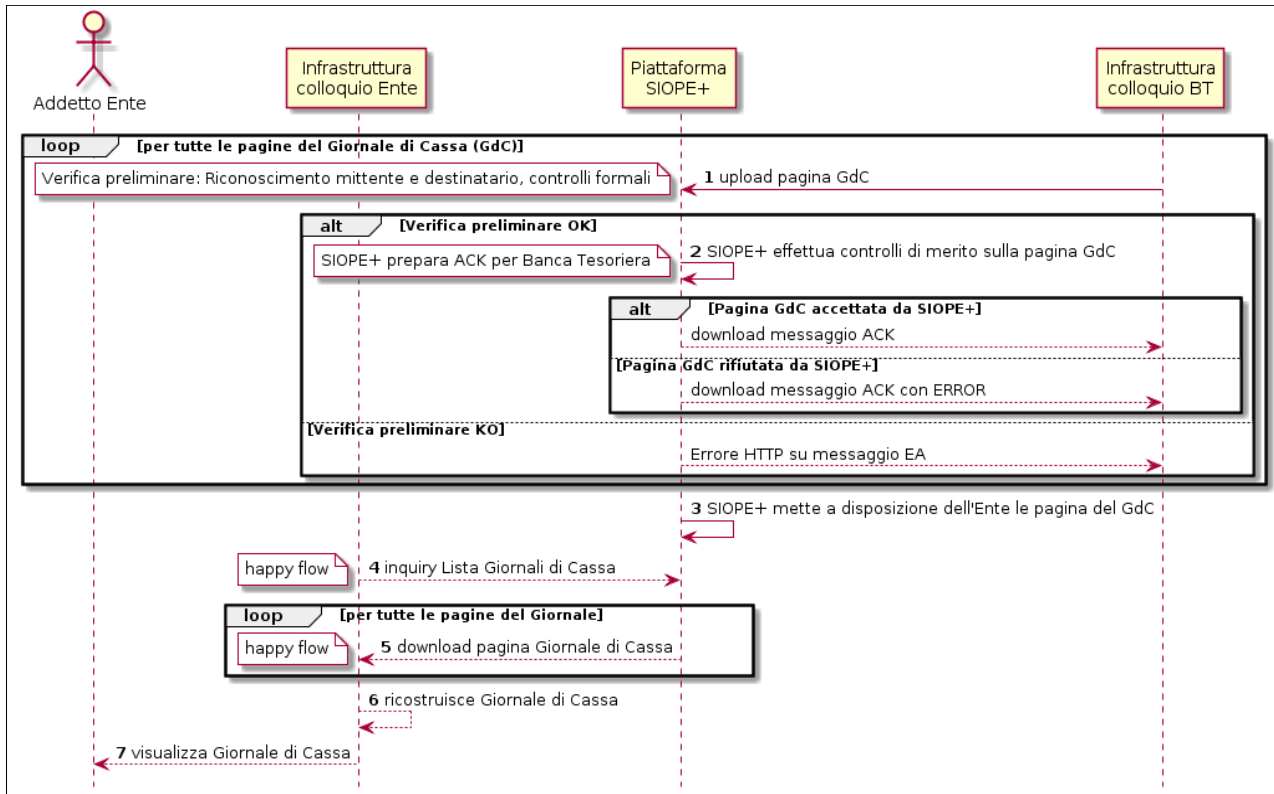 Addetto Ente
Infrastruttura
colloquio Ente
Piattaforma
SIOPE+
Infrastruttura
colloquio BT
loop [per tutte le pagine del Giornale di Cassa (GdC)]
Verifica preliminare: Riconoscimento mittente e destinatario, controlli formali
1 upload pagina GdC
alt [Verifica preliminare OK]
SIOPE+ prepara ACK per Banca Tesoriera
2 SIOPE+ effettua controlli di merito sulla pagina GdC
alt [Pagina GdC accettata da SIOPE+]
download messaggio ACK
[Pagina GdC rifiutata da SIOPE+]
download messaggio ACK con ERROR
[Verifica preliminare KO]
Errore HTTP su messaggio EA
3 SIOPE+ mette a disposizione dell'Ente le pagina del GdC
happy flow
4 inquiry Lista Giornali di Cassa
loop [per tutte le pagine del Giornale]
happy flow
5 download pagina Giornale di Cassa
6 ricostruisce Giornale di Cassa
7 visualizza Giornale di Cassa